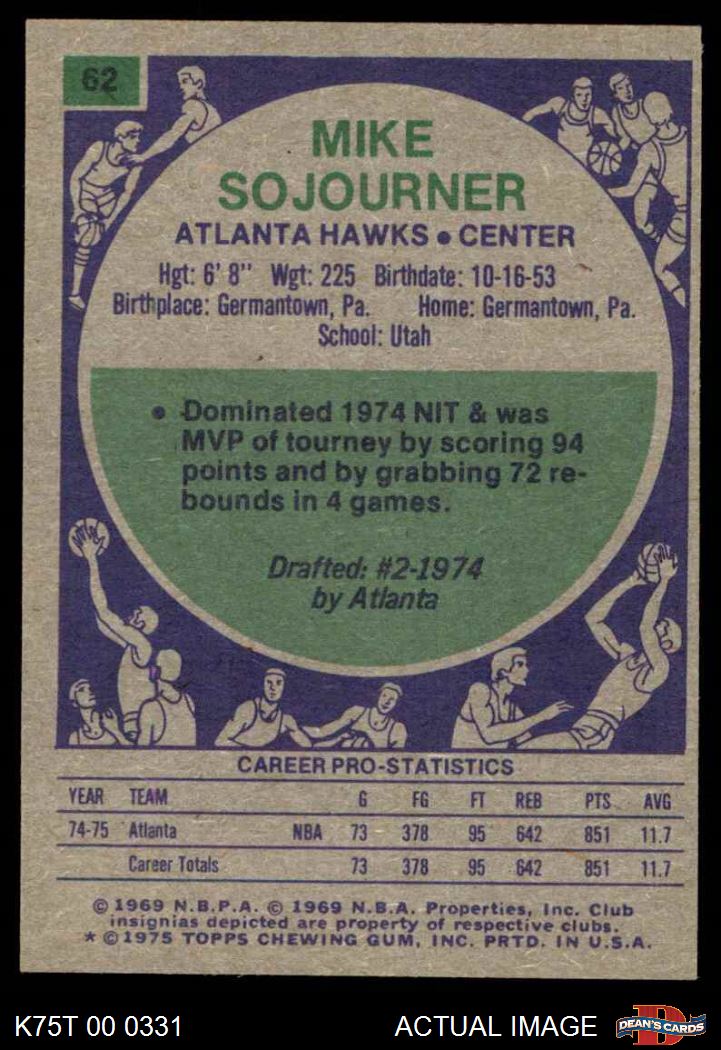 62
MIKE
SOJOURNER
ATLANTA HAWKS • CENTER
Hgt: 6' 8" Wgt: 225 Birthdate: 10-16-53
Birthplace: Germantown, Pa. Home: Germantown, Pa.
School: Utah
• Dominated 1974 NIT & was
MVP of tourney by scoring 94
points and by grabbing 72 re-
bounds in 4 games.
Drafted: #2-1974
by Atlanta
CAREER PRO-STATISTICS
YEAR TEAM G FG FT REB PTS AVG
74-75 Atlanta NBA 73 378 95 642 851 11.7
Career Totals 73 378 95 642 851 11.7
© 1969 N.B.P.A. © 1969 N.B.A. Properties, Inc. Club
insignias depicted are property of respective clubs.
* © 1975 TOPPS CHEWING GUM, INC. PRTD. IN U.S.A.
K75T 00 0331 ACTUAL IMAGE D DEAN'S CARDS